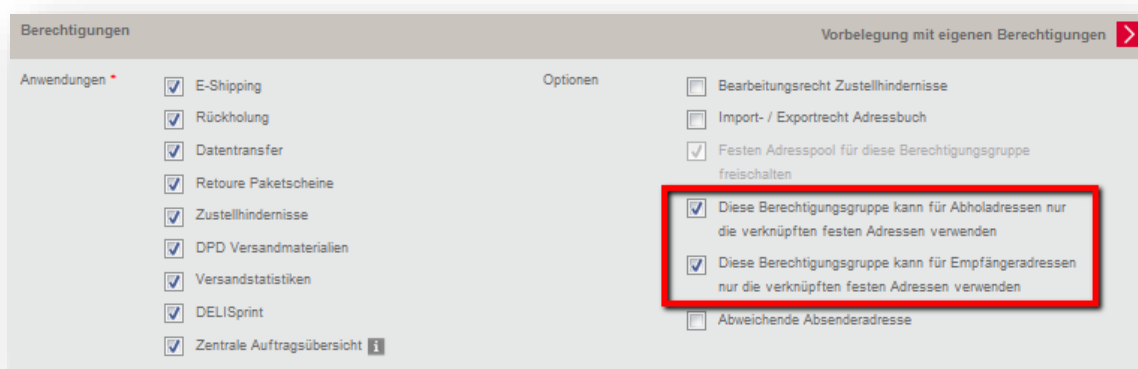 Berechtigungen
Vorbelegung mit eigenen Berechtigungen
Anwendungen *
E-Shipping
Rückholung
Datentransfer
Retoure Paketscheine
Zustellhindernisse
DPD Versandmaterialien
Versandstatistiken
DELISprint
Zentrale Auftragsübersicht i
Optionen
Bearbeitungsrecht Zustellhindernisse
Import- / Exportrecht Adressbuch
Festen Adresspool für diese Berechtigungsgruppe
freischalten
Diese Berechtigungsgruppe kann für Abholadressen nur
die verknüpften festen Adressen verwenden
Diese Berechtigungsgruppe kann für Empfängeradressen
nur die verknüpften festen Adressen verwenden
Abweichende Absenderadresse